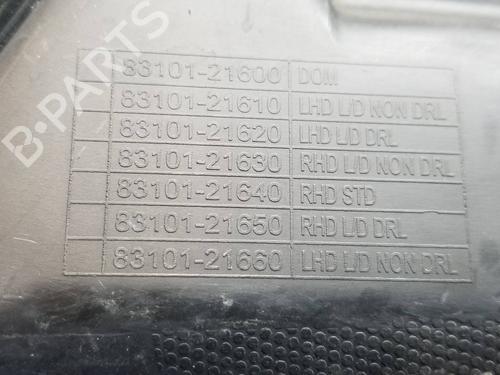 83101-21600 DOM
83101-21610 LHD L/D NON DRL
83101-21620 LHD L/D DRL
83101-21630 RHD L/D NON DRL
83101-21640 RHD STD
83101-21650 RHD L/D DRL
83101-21660 LHD L/D NON DRL
B-PARTS